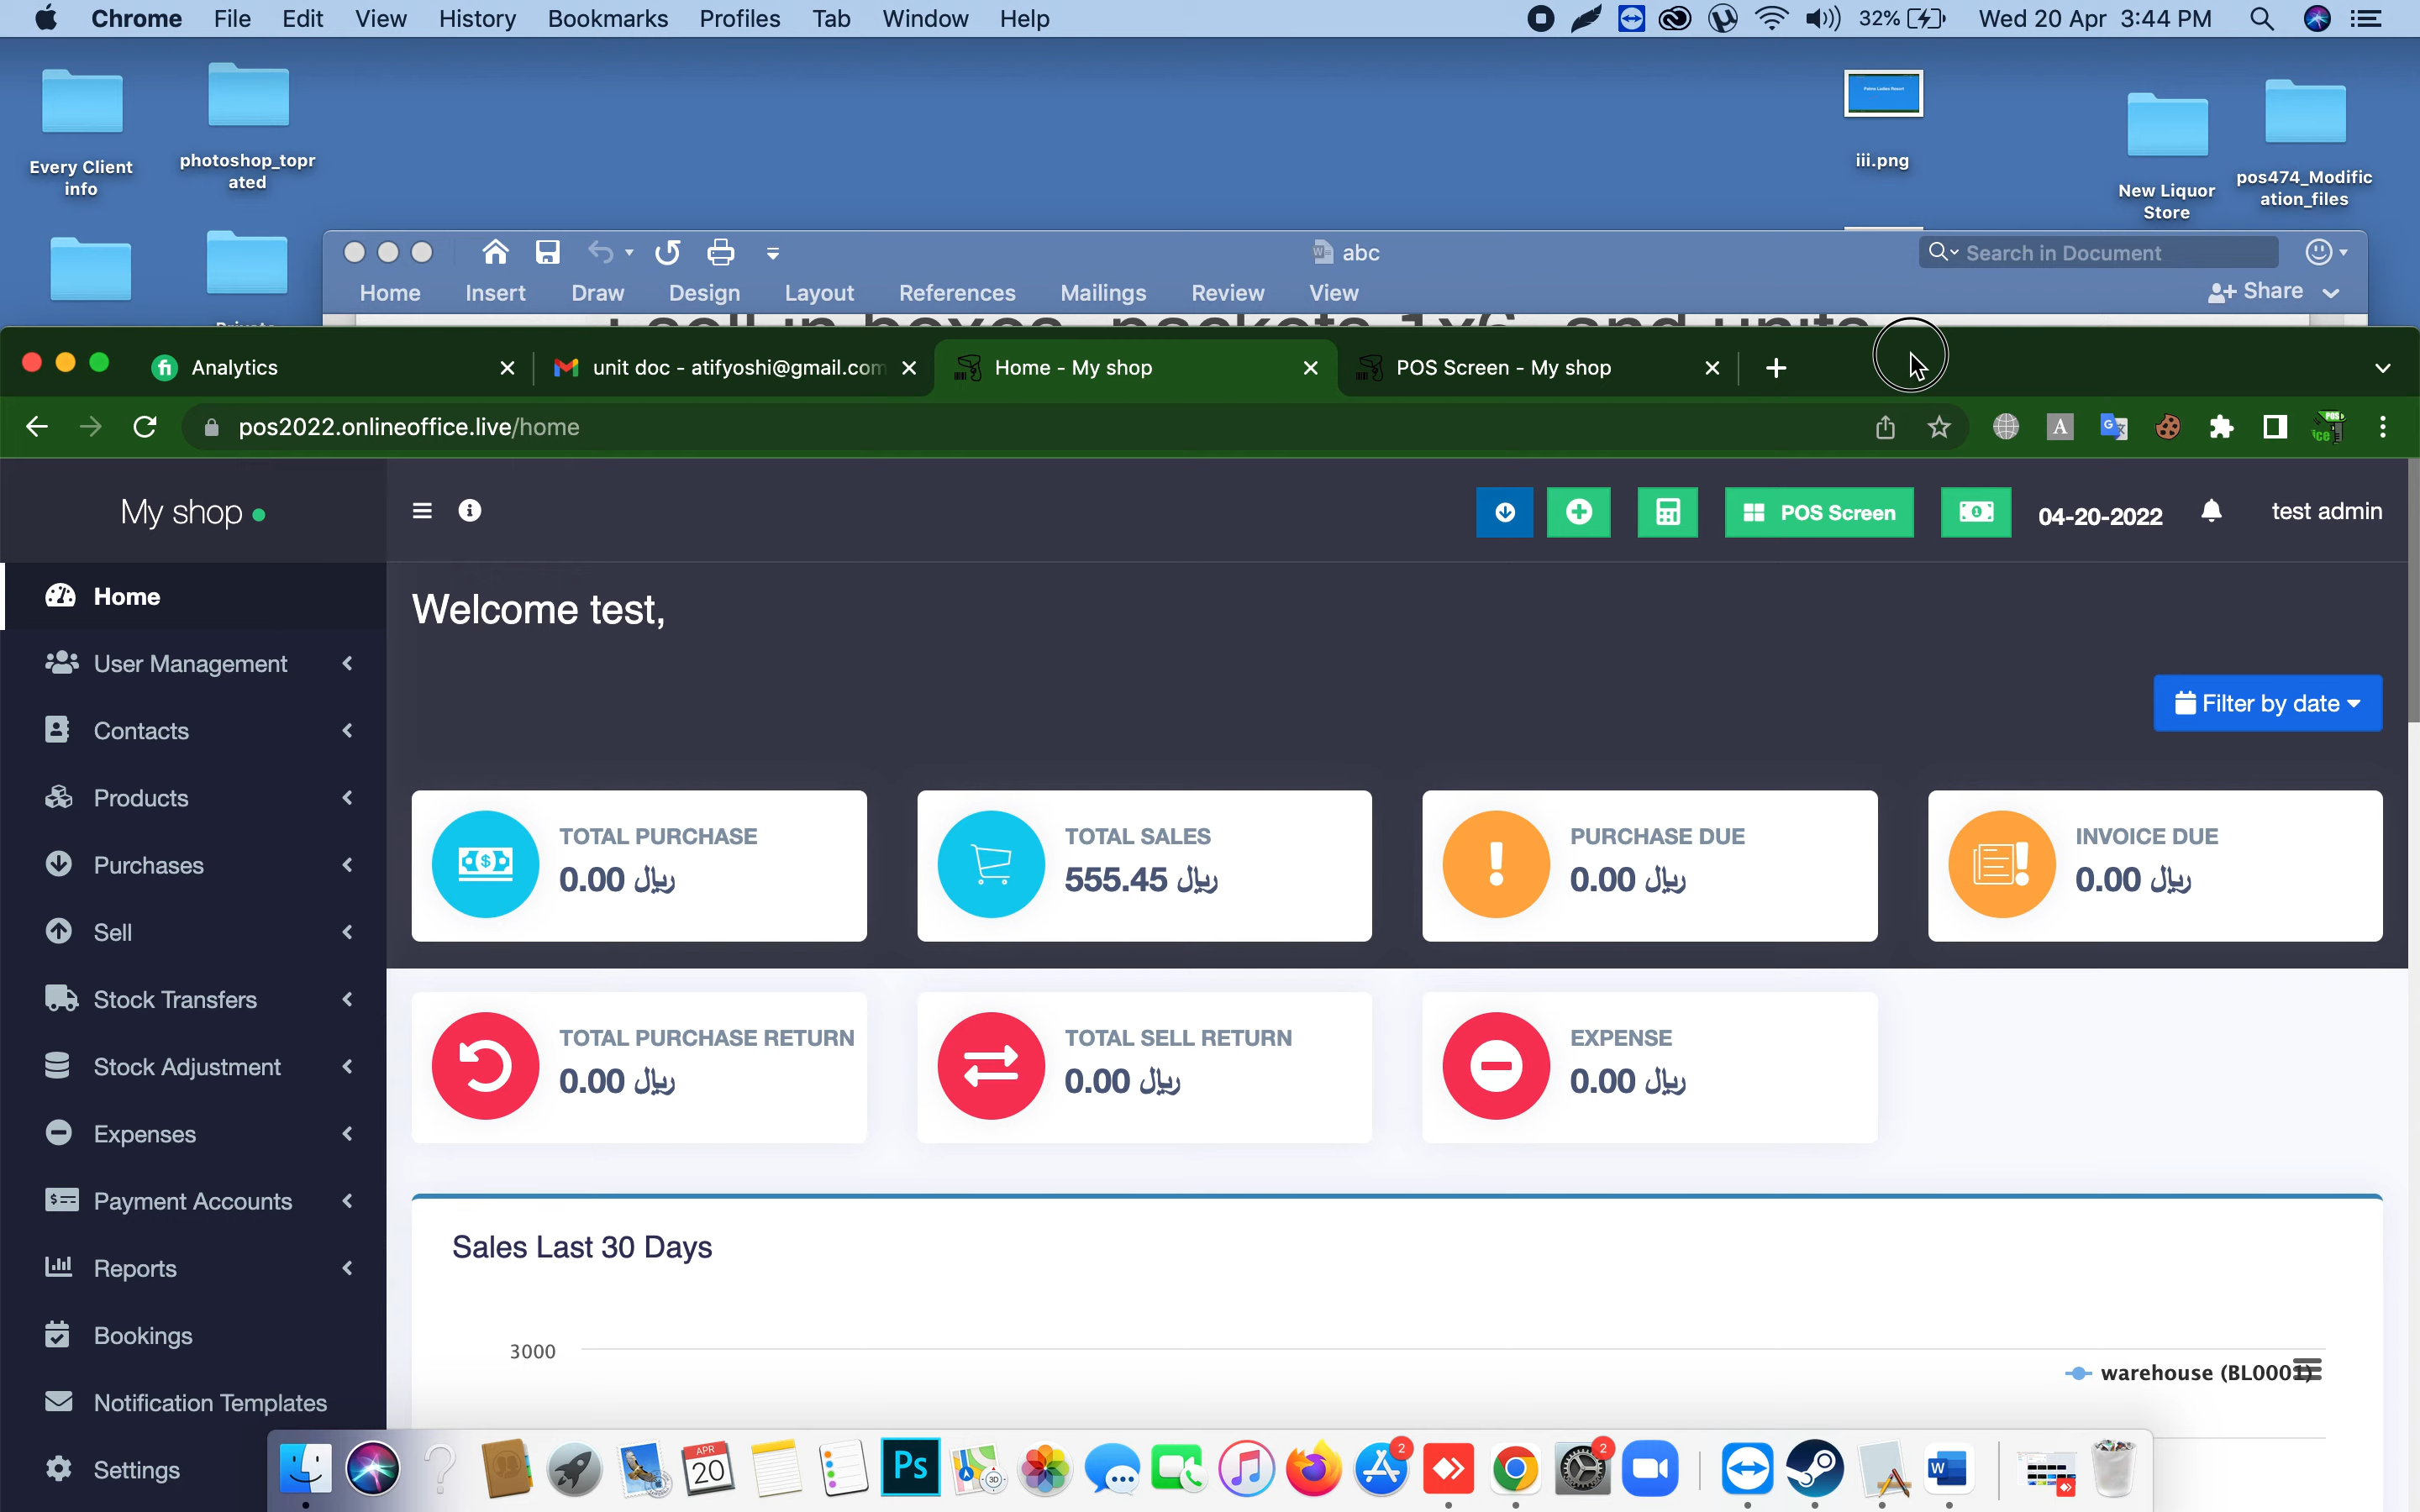 Chrome File Edit View History Bookmarks Profiles Tab Window Help 32% Wed 20 Apr 3:44 PM
Every Client info
photoshop_toprated
iii.png
New Liquor Store
pos474_Modification_files
abc
Search in Document
Home Insert Draw Design Layout References Mailings Review View Share
Analytics
unit doc - atifyoshi@gmail.com
Home - My shop
POS Screen - My shop
pos2022.onlineoffice.live/home
My shop
POS Screen
04-20-2022
test admin
Home
User Management
Contacts
Products
Purchases
Sell
Stock Transfers
Stock Adjustment
Expenses
Payment Accounts
Reports
Bookings
Notification Templates
Settings
Welcome test,
Filter by date
TOTAL PURCHASE
0.00 ريال
TOTAL SALES
555.45 ريال
PURCHASE DUE
0.00 ريال
INVOICE DUE
0.00 ريال
TOTAL PURCHASE RETURN
0.00 ريال
TOTAL SELL RETURN
0.00 ريال
EXPENSE
0.00 ريال
Sales Last 30 Days
3000
warehouse (BL0001)
APR
20
Ps
3D
2
2
W